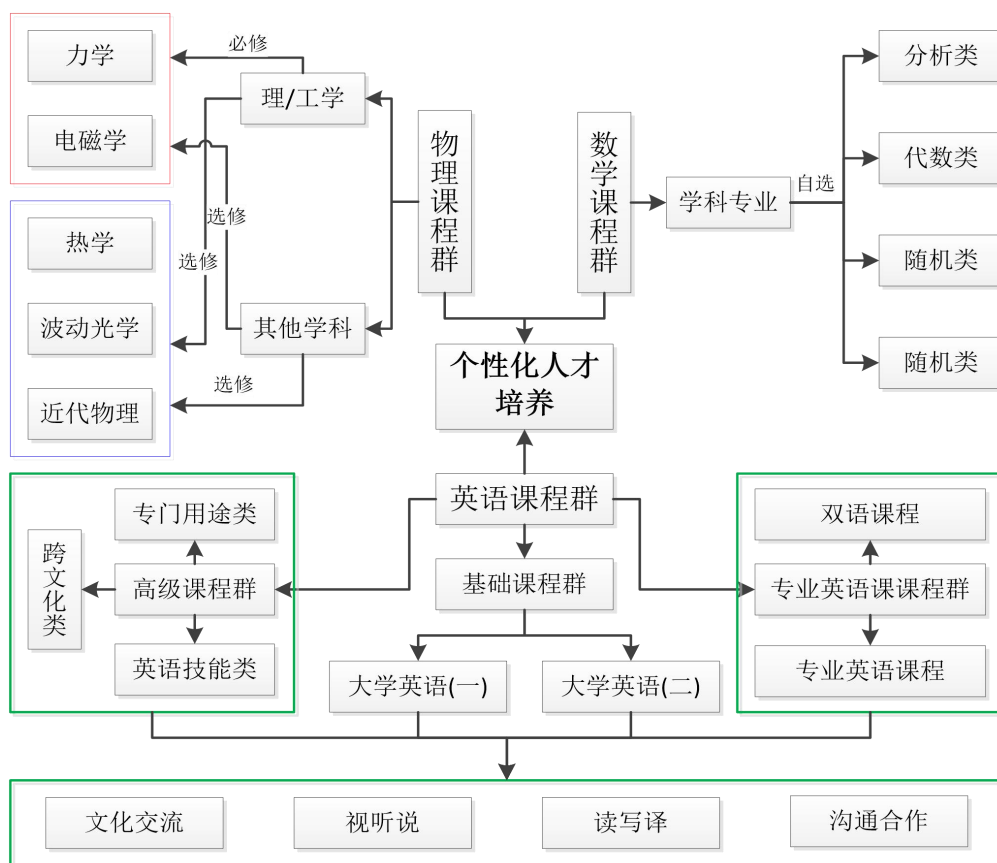 力学
电磁学
热学
波动光学
近代物理
必修
理/工学
选修
选修
其他学科
选修
物理课程群
数学课程群
学科专业
自选
分析类
代数类
随机类
随机类
个性化人才
培养
英语课程群
基础课程群
大学英语(一)
大学英语(二)
专门用途类
跨文化类
高级课程群
英语技能类
双语课程
专业英语课课程群
专业英语课程
文化交流
视听说
读写译
沟通合作